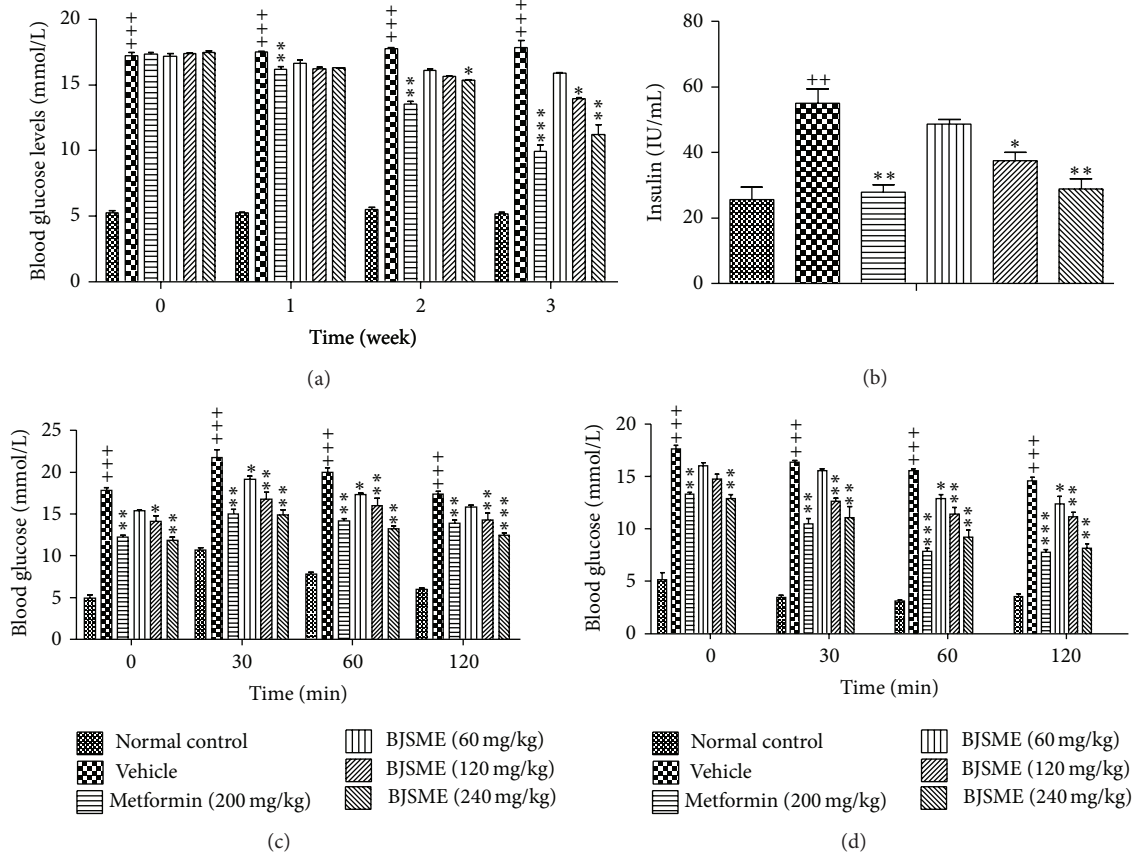 20
15
10
5
0
Blood glucose levels (mmol/L)
+++
+++
+++
+++
**
**
*
***
*
**
0 1 2 3
Time (week)
(a)
80
60
40
20
0
Insulin (IU/mL)
++
**
*
**
(b)
25
20
15
10
5
0
Blood glucose (mmol/L)
+++
**
*
**
+++
**
*
**
**
+++
**
*
**
**
+++
**
**
***
0 30 60 120
Time (min)
20
15
10
5
0
Blood glucose (mmol/L)
+++
**
**
+++
**
**
**
+++
***
*
**
**
+++
***
*
**
**
0 30 60 120
Time (min)
Normal control
Vehicle
Metformin (200 mg/kg)
BJSME (60 mg/kg)
BJSME (120 mg/kg)
BJSME (240 mg/kg)
(c)
Normal control
Vehicle
Metformin (200 mg/kg)
BJSME (60 mg/kg)
BJSME (120 mg/kg)
BJSME (240 mg/kg)
(d)